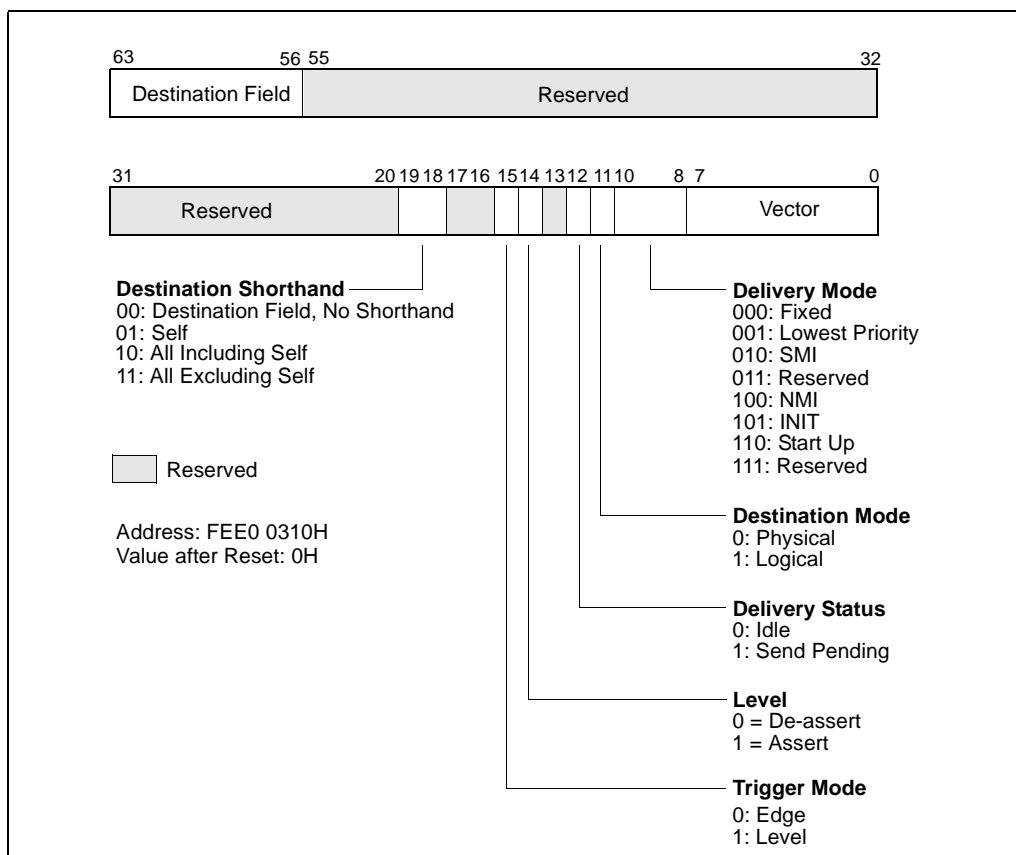 63 56 55 32
Destination Field Reserved
31 20 19 18 17 16 15 14 13 12 11 10 8 7 0
Reserved Vector
Destination Shorthand
00: Destination Field, No Shorthand
01: Self
10: All Including Self
11: All Excluding Self
Reserved
Address: FEE0 0310H
Value after Reset: 0H
Delivery Mode
000: Fixed
001: Lowest Priority
010: SMI
011: Reserved
100: NMI
101: INIT
110: Start Up
111: Reserved
Destination Mode
0: Physical
1: Logical
Delivery Status
0: Idle
1: Send Pending
Level
0 = De-assert
1 = Assert
Trigger Mode
0: Edge
1: Level